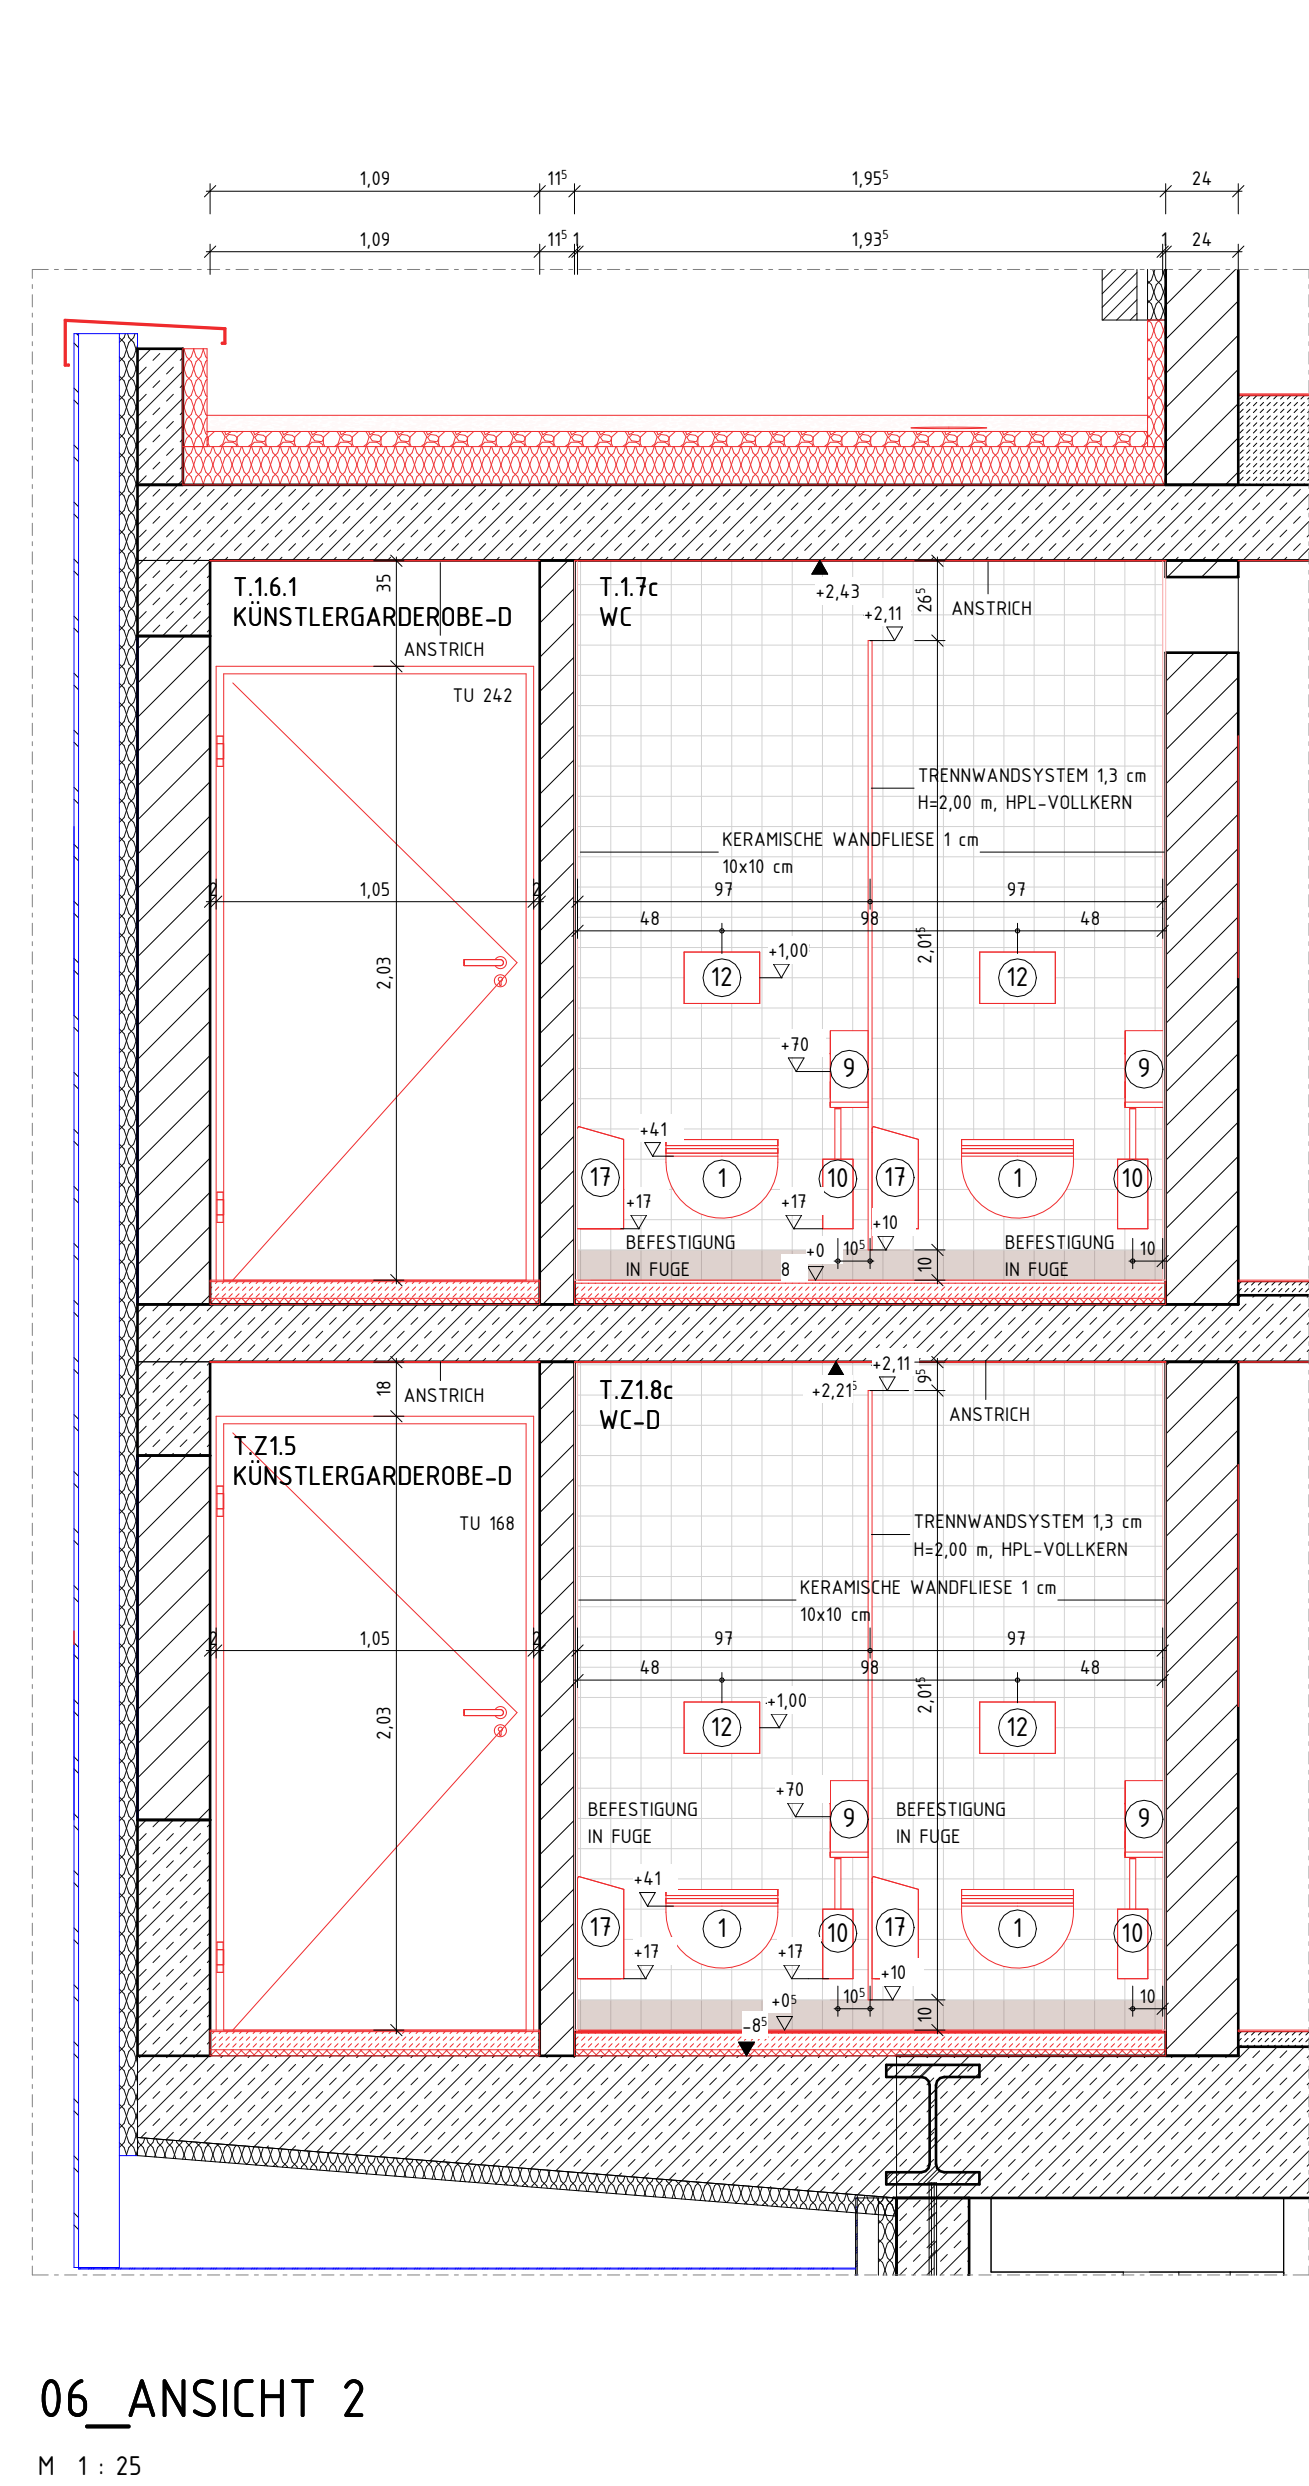 1,09 11⁵ 1,95⁵ 24
1,09 11⁵ 1 1,93⁵ 1 24
T.1.6.1
KÜNSTLERGARDEROBE-D
35
ANSTRICH
TU 242
T.1.7c
WC
+2,43
+2,11
26⁵
ANSTRICH
TRENNWANDSYSTEM 1,3 cm
H=2,00 m, HPL-VOLLKERN
KERAMISCHE WANDFLIESE 1 cm
10x10 cm
2 1,05 2 97 97
48 98 48
2,03
2,01⁵
12 +1,00 12
+70 9 9
+41
17 1 10 17 1 10
+17 +17 +10
BEFESTIGUNG
IN FUGE
8 +0 10⁵ 10
BEFESTIGUNG
IN FUGE
10
18
ANSTRICH
T.Z1.5
KÜNSTLERGARDEROBE-D
TU 168
T.Z1.8c
WC-D
+2,21⁵
+2,11
9⁵
ANSTRICH
TRENNWANDSYSTEM 1,3 cm
H=2,00 m, HPL-VOLLKERN
KERAMISCHE WANDFLIESE 1 cm
10x10 cm
2 1,05 2 97 97
48 98 48
2,03
2,01⁵
12 +1,00 12
+70 9 9
BEFESTIGUNG
IN FUGE
BEFESTIGUNG
IN FUGE
+41
17 1 10 17 1 10
+17 +17 +10
-8⁵ +0⁵ 10⁵ 10 10
06_ANSICHT 2
M 1 : 25